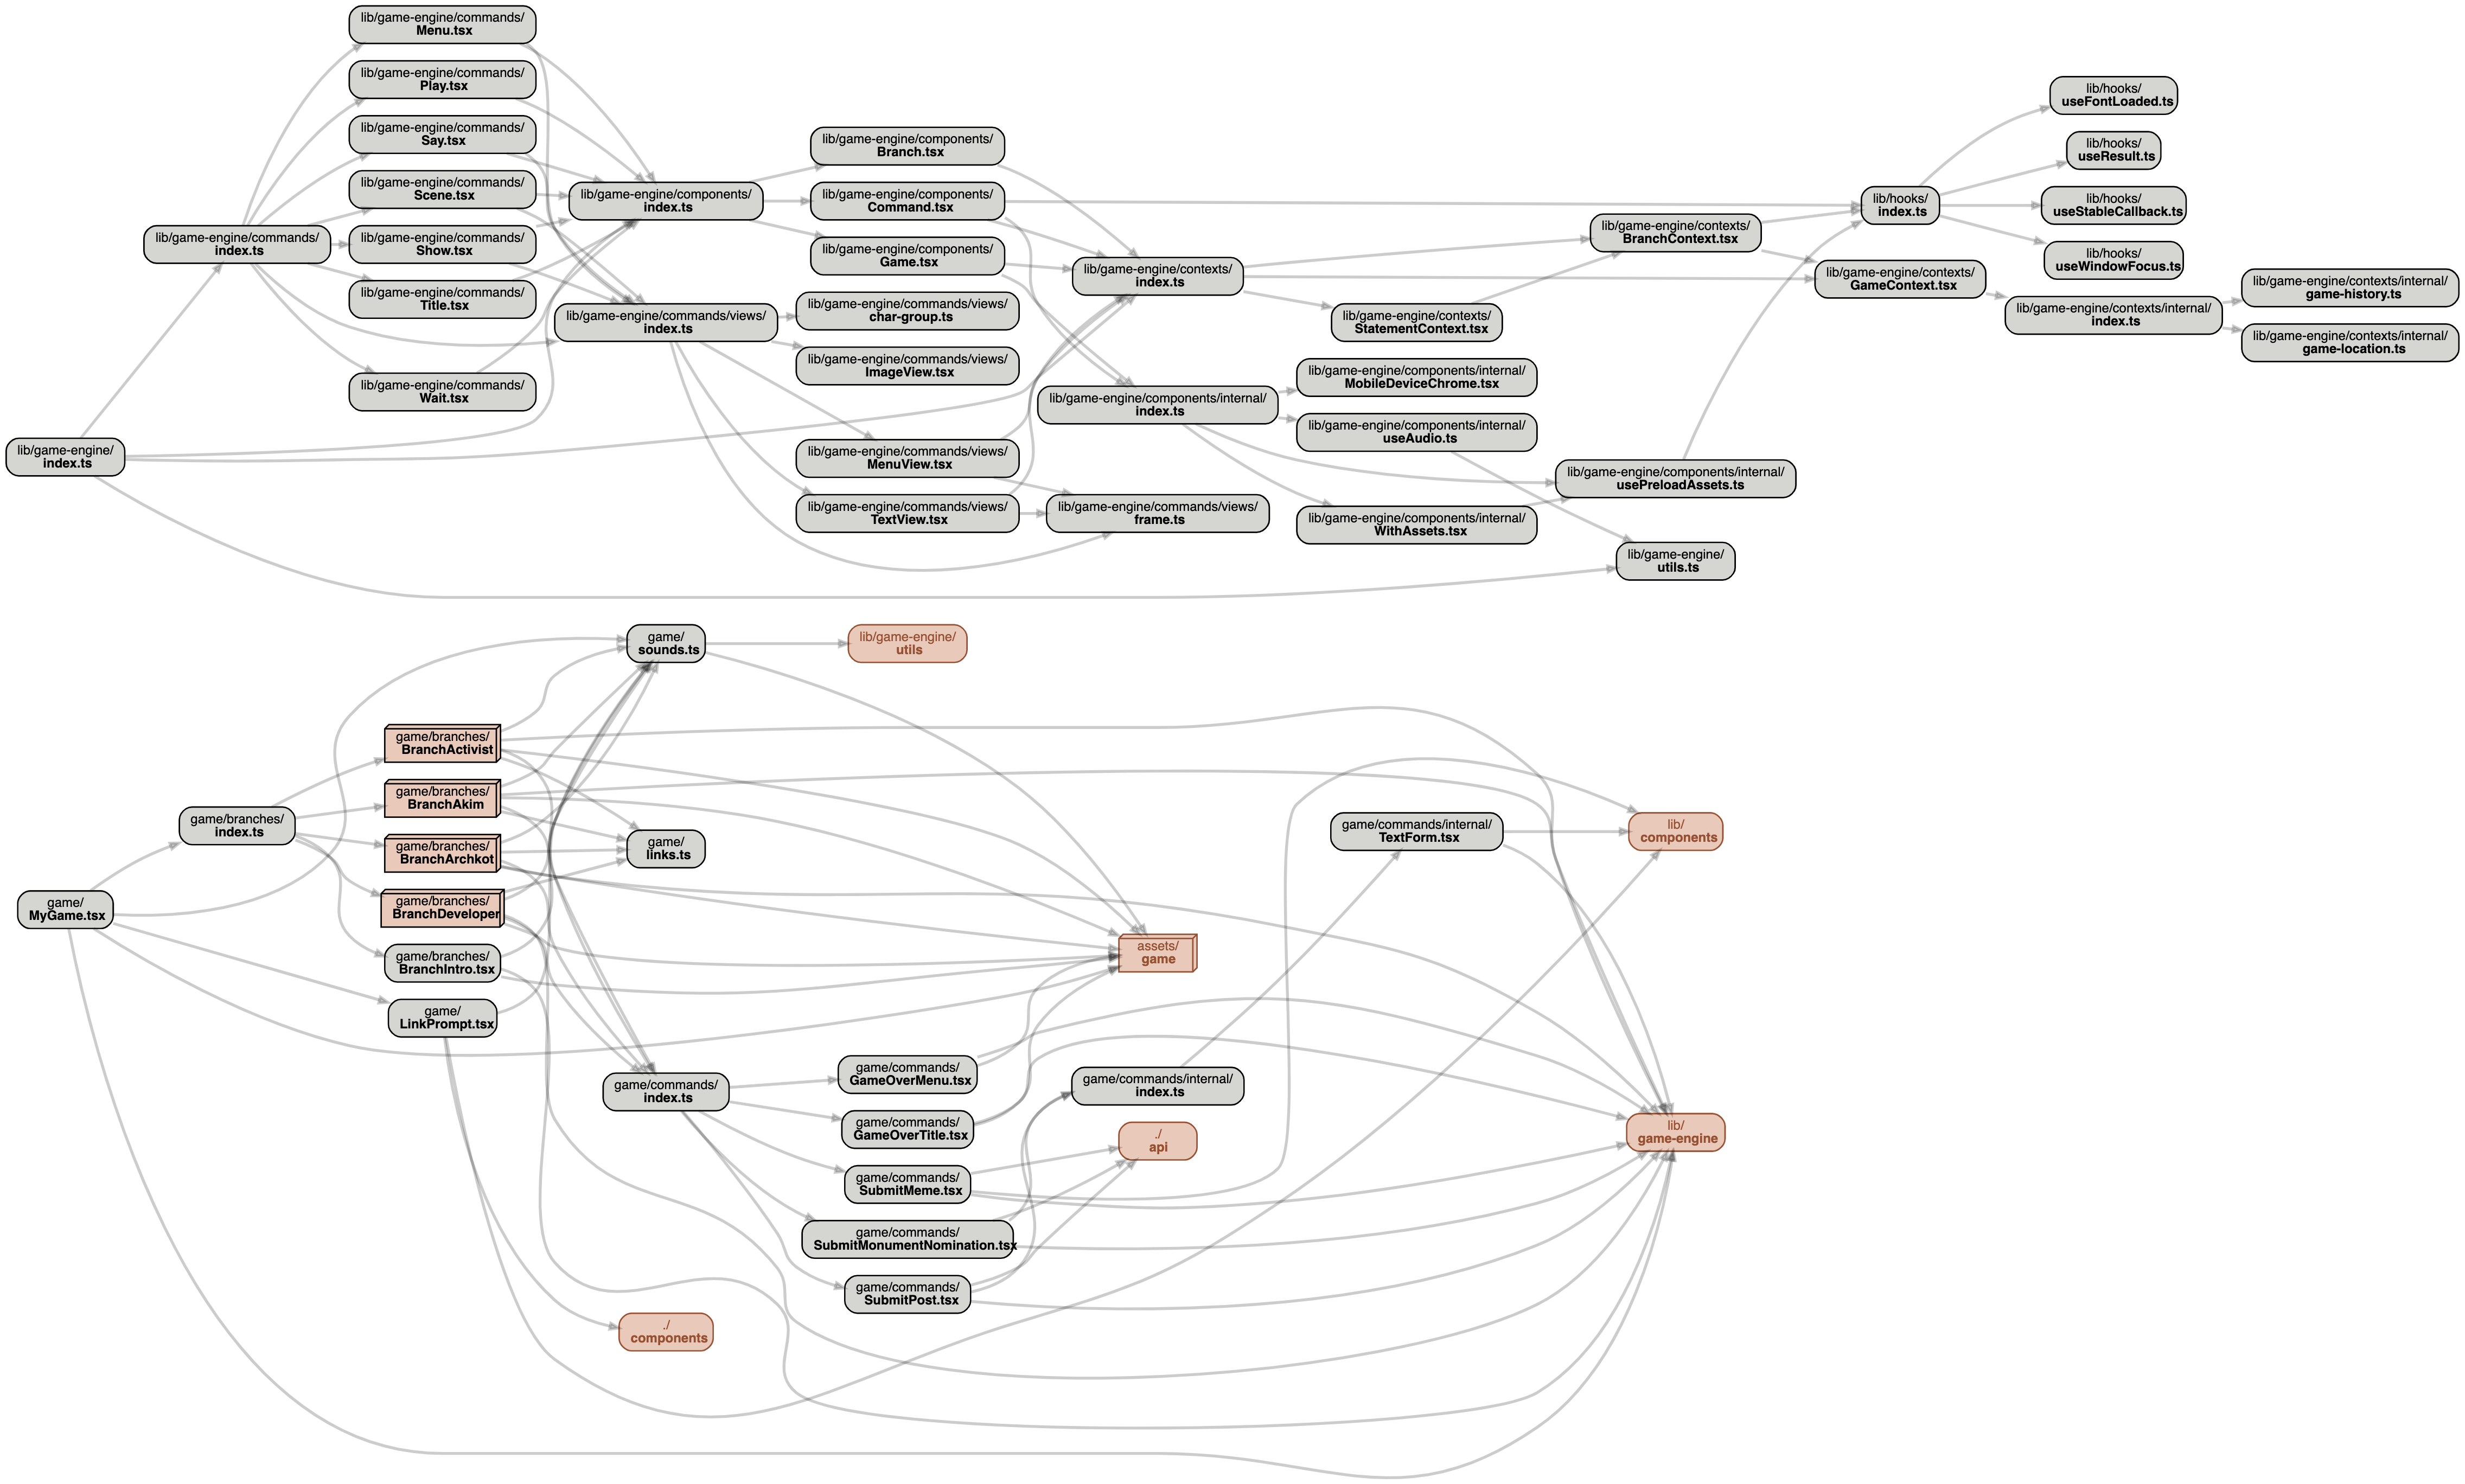 lib/game-engine/commands/
Menu.tsx
lib/game-engine/commands/
Play.tsx
lib/game-engine/commands/
Say.tsx
lib/game-engine/commands/
Scene.tsx
lib/game-engine/commands/
index.ts
lib/game-engine/commands/
Show.tsx
lib/game-engine/commands/
Title.tsx
lib/game-engine/commands/
Wait.tsx
lib/game-engine/
index.ts
lib/game-engine/components/
index.ts
lib/game-engine/commands/views/
index.ts
lib/game-engine/components/
Branch.tsx
lib/game-engine/components/
Command.tsx
lib/game-engine/components/
Game.tsx
lib/game-engine/commands/views/
char-group.ts
lib/game-engine/commands/views/
ImageView.tsx
lib/game-engine/commands/views/
MenuView.tsx
lib/game-engine/commands/views/
TextView.tsx
lib/game-engine/contexts/
index.ts
lib/game-engine/components/internal/
index.ts
lib/game-engine/commands/views/
frame.ts
lib/game-engine/contexts/
StatementContext.tsx
lib/game-engine/components/internal/
MobileDeviceChrome.tsx
lib/game-engine/components/internal/
useAudio.ts
lib/game-engine/components/internal/
WithAssets.tsx
lib/game-engine/contexts/
BranchContext.tsx
lib/game-engine/components/internal/
usePreloadAssets.ts
lib/game-engine/
utils.ts
lib/hooks/
index.ts
lib/game-engine/contexts/
GameContext.tsx
lib/hooks/
useFontLoaded.ts
lib/hooks/
useResult.ts
lib/hooks/
useStableCallback.ts
lib/hooks/
useWindowFocus.ts
lib/game-engine/contexts/internal/
index.ts
lib/game-engine/contexts/internal/
game-history.ts
lib/game-engine/contexts/internal/
game-location.ts
game/
sounds.ts
lib/game-engine/
utils
game/branches/
BranchActivist
game/branches/
BranchAkim
game/branches/
index.ts
game/branches/
BranchArchkot
game/
links.ts
game/branches/
BranchDeveloper
game/
MyGame.tsx
game/branches/
BranchIntro.tsx
game/
LinkPrompt.tsx
game/commands/internal/
TextForm.tsx
lib/
components
assets/
game
game/commands/
index.ts
game/commands/
GameOverMenu.tsx
game/commands/
GameOverTitle.tsx
game/commands/
SubmitMeme.tsx
game/commands/
SubmitMonumentNomination.tsx
game/commands/
SubmitPost.tsx
game/commands/internal/
index.ts
./
api
lib/
game-engine
./
components